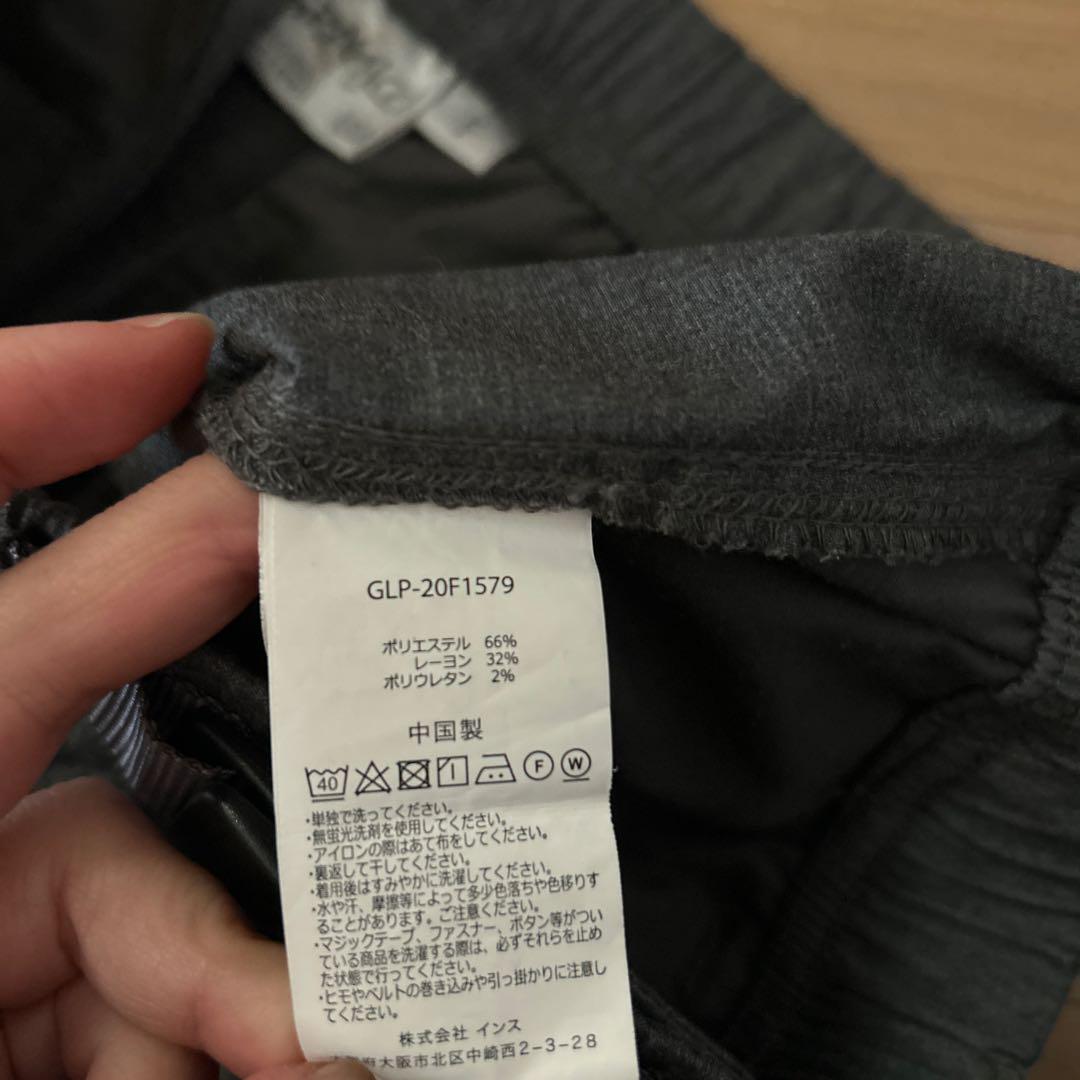 GLP-20F1579
ポリエステル 66%
レーヨン 32%
ポリウレタン 2%
中国製
40 F W
・単独で洗ってください。
・無蛍光洗剤を使用してください。
・アイロンの際はあて布をしてください。
・裏返して干してください。
・着用後はすみやかに洗濯してください。
・水や汗、摩擦等によって多少色落ちや色移りす
ることがあります。ご注意ください。
・マジックテープ、ファスナー、ボタン等がつい
ている商品を洗濯する際は、必ずそれらを止め
た状態で行ってください。
・ヒモやベルトの巻き込みや引っ掛かりに注意し
てください。
株式会社 インス
府大阪市北区中崎西2-3-28